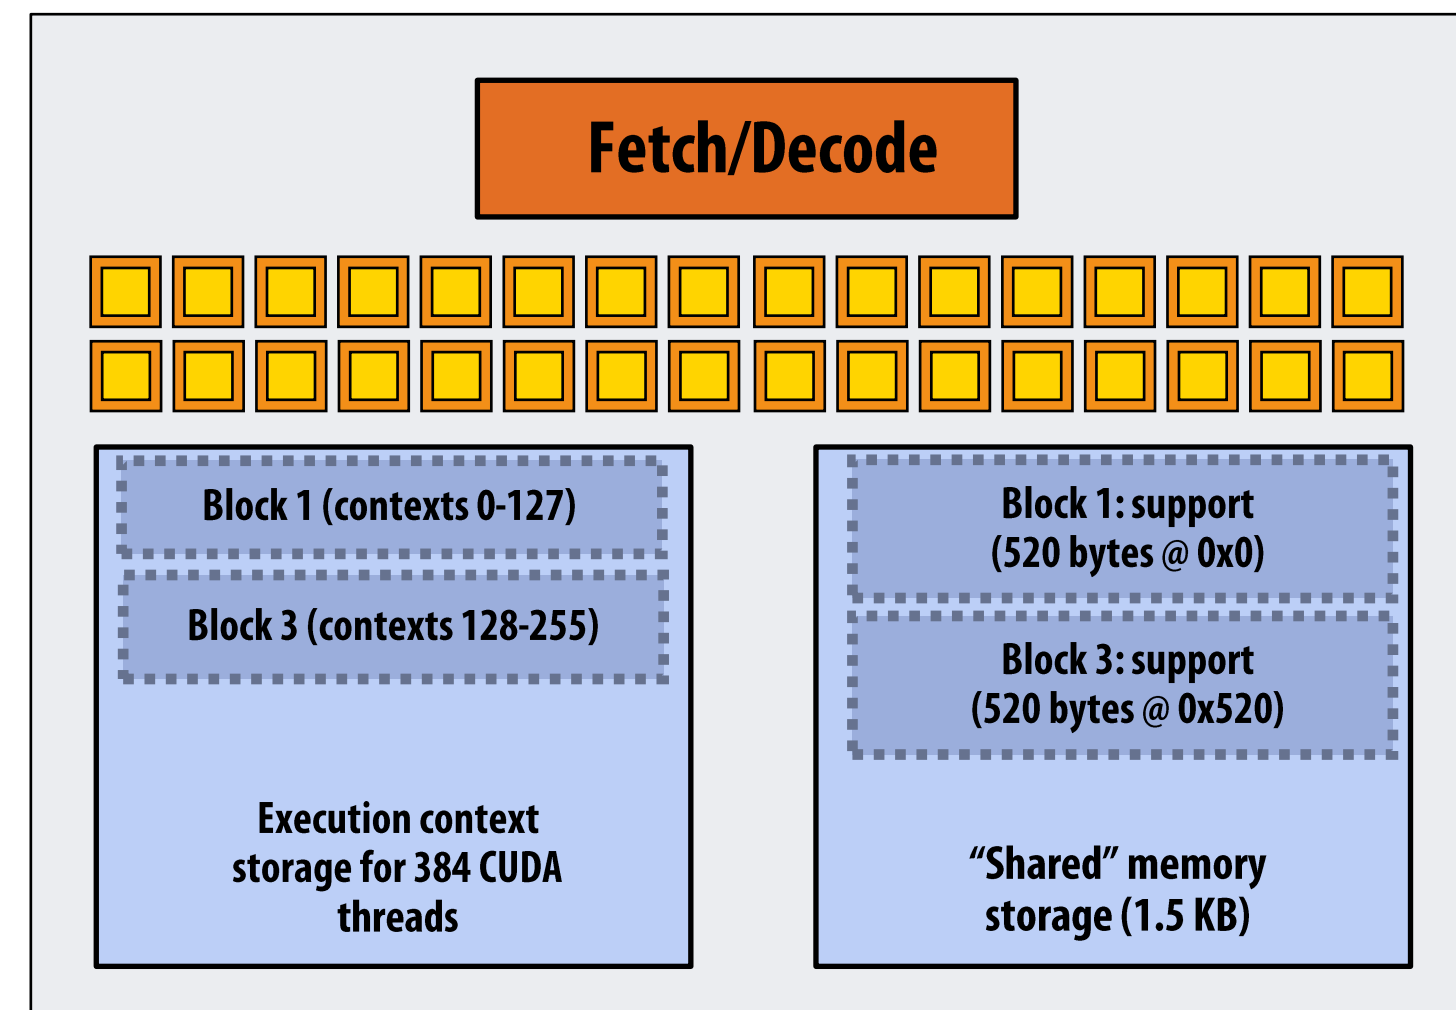 Fetch/Decode
Block 1 (contexts 0-127)
Block 3 (contexts 128-255)
Execution context
storage for 384 CUDA
threads
Block 1: support
(520 bytes @ 0x0)
Block 3: support
(520 bytes @ 0x520)
“Shared” memory
storage (1.5 KB)